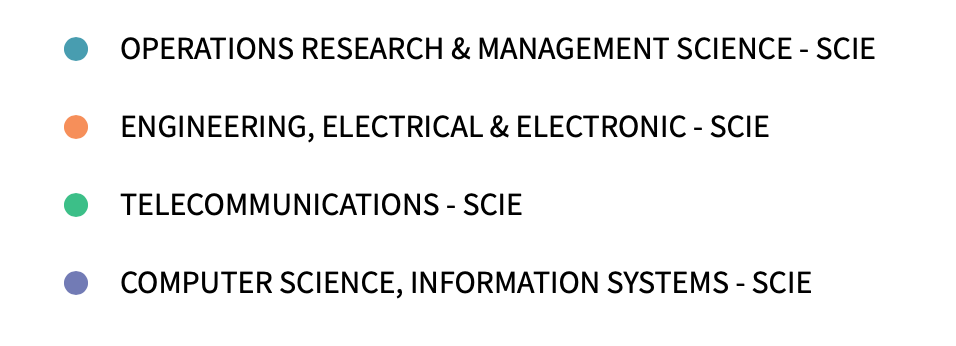 OPERATIONS RESEARCH & MANAGEMENT SCIENCE - SCIE
ENGINEERING, ELECTRICAL & ELECTRONIC - SCIE
TELECOMMUNICATIONS - SCIE
COMPUTER SCIENCE, INFORMATION SYSTEMS - SCIE